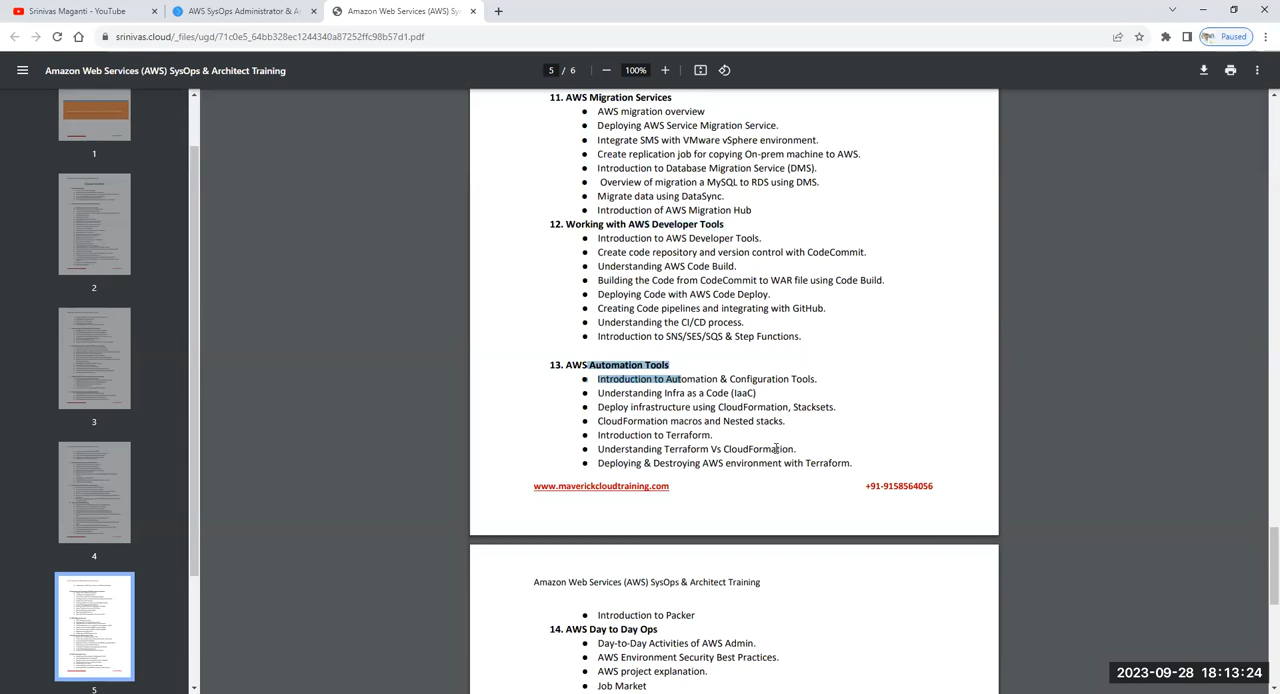 Srinivas Maganti - YouTube
AWS SysOps Administrator & A
Amazon Web Services (AWS) Sy
srinivas.cloud/_files/ugd/71c0e5_64bb328ec1244340a87252ffc98b57d1.pdf
Paused
Amazon Web Services (AWS) SysOps & Architect Training
5 / 6
100%
11. AWS Migration Services
● AWS migration overview
● Deploying AWS Service Migration Service.
● Integrate SMS with VMware vSphere environment.
● Create replication job for copying On-prem machine to AWS.
● Introduction to Database Migration Service (DMS).
● Overview of migration a MySQL to RDS using DMS.
● Migrate data using DataSync.
● Introduction of AWS Migration Hub
12. Working with AWS Developer Tools
● Introduction to AWS Developer Tools.
● Create code repository and version control with CodeCommit.
● Understanding AWS Code Build.
● Building the Code from CodeCommit to WAR file using Code Build.
● Deploying Code with AWS Code Deploy.
● Creating Code pipelines and integrating with GitHub.
● Understanding the CI/CD process.
● Introduction to SNS/SES/SQS & Step Functions.
13. AWS Automation Tools
● Introduction to Automation & Configuration Tools.
● Understanding Infra as a Code (IaaC)
● Deploy infrastructure using CloudFormation, Stacksets.
● CloudFormation macros and Nested stacks.
● Introduction to Terraform.
● Understanding Terraform Vs CloudFormation.
● Deploying & Destroying AWS environment with Terraform.
www.maverickcloudtraining.com +91-9158564056
Amazon Web Services (AWS) SysOps & Architect Training
● Introduction to Packer
14. AWS Day to Day Ops
● Day-to-Day Activities of AWS Admin.
● AWS Environment Security Best Practices.
● AWS project explanation.
● Job Market
1
2
3
4
5
2023-09-28 18:13:24